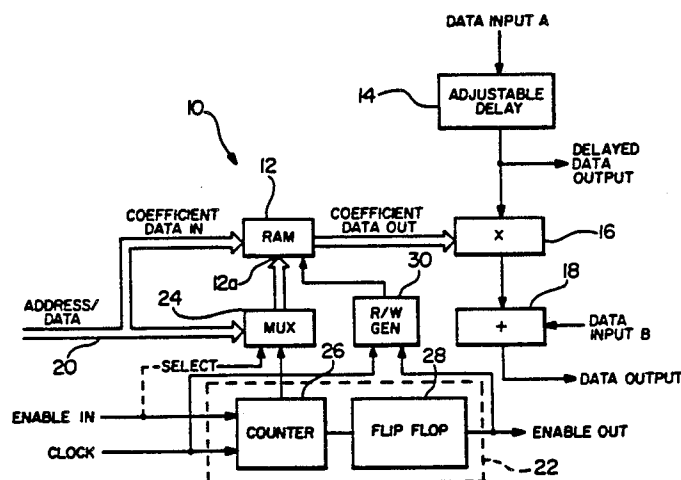 DATA INPUT A
14
ADJUSTABLE
DELAY
10
DELAYED
DATA
OUTPUT
12
COEFFICIENT
DATA IN
RAM
COEFFICIENT
DATA OUT
X
16
12a
30
18
ADDRESS/
DATA
24
MUX
R/W
GEN
+
DATA
INPUT B
20
SELECT
26
28
DATA OUTPUT
ENABLE IN
COUNTER
FLIP FLOP
ENABLE OUT
CLOCK
22